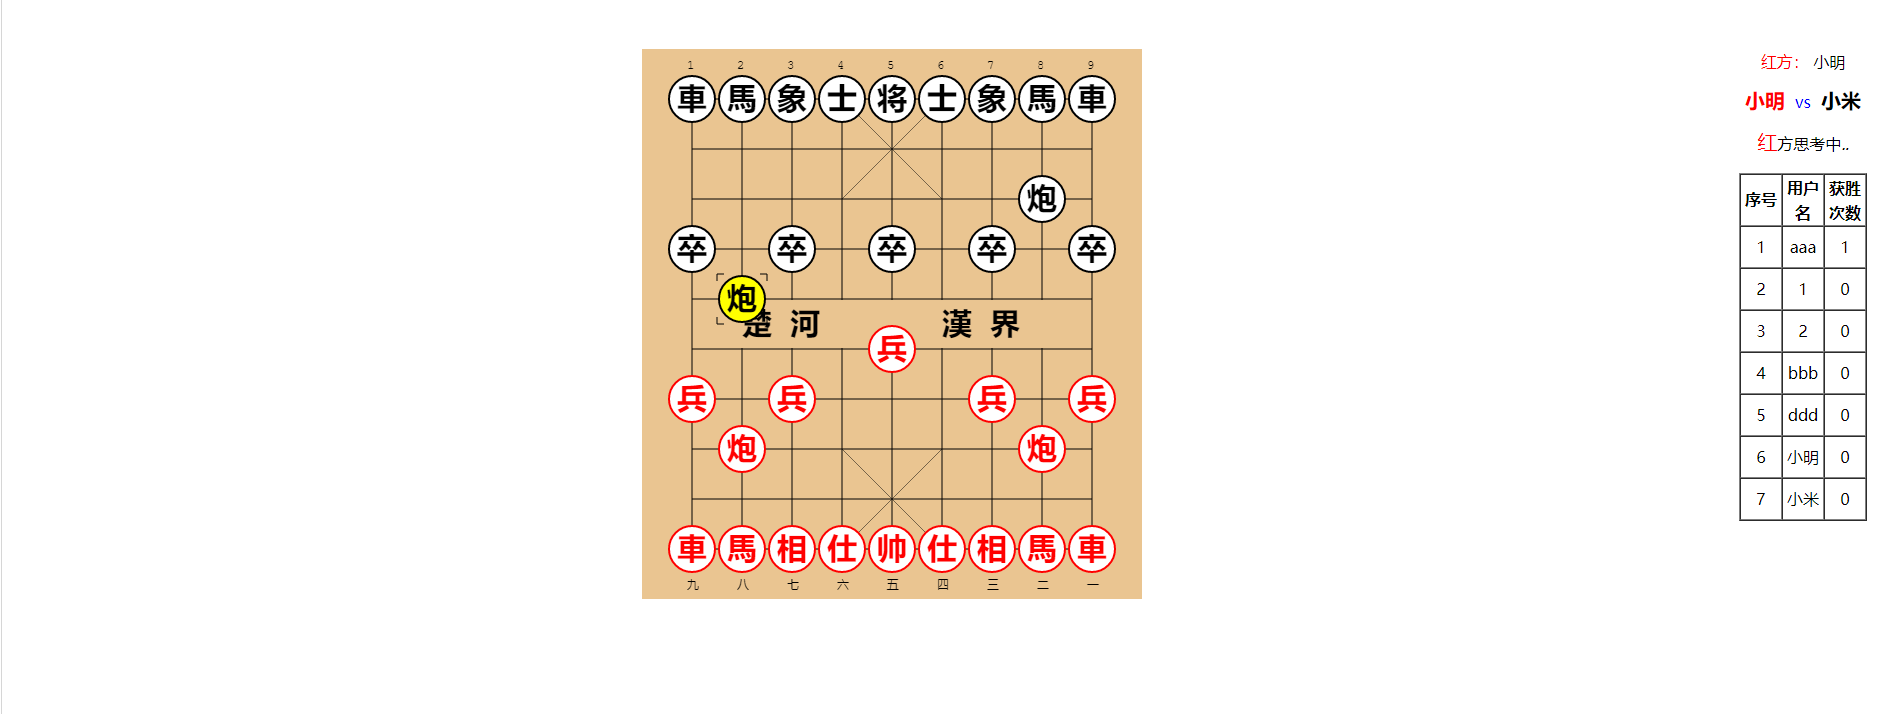 1 2 3 4 5 6 7 8 9
車 馬 象 士 将 士 象 馬 車
炮
卒 卒 卒 卒 卒
炮
楚 河 漢 界
兵
兵 兵 兵 兵
炮 炮
車 馬 相 仕 帅 仕 相 馬 車
九 八 七 六 五 四 三 二 一
红方： 小明
小明 vs 小米
红方思考中..
序号 用户名 获胜次数
1 aaa 1
2 1 0
3 2 0
4 bbb 0
5 ddd 0
6 小明 0
7 小米 0